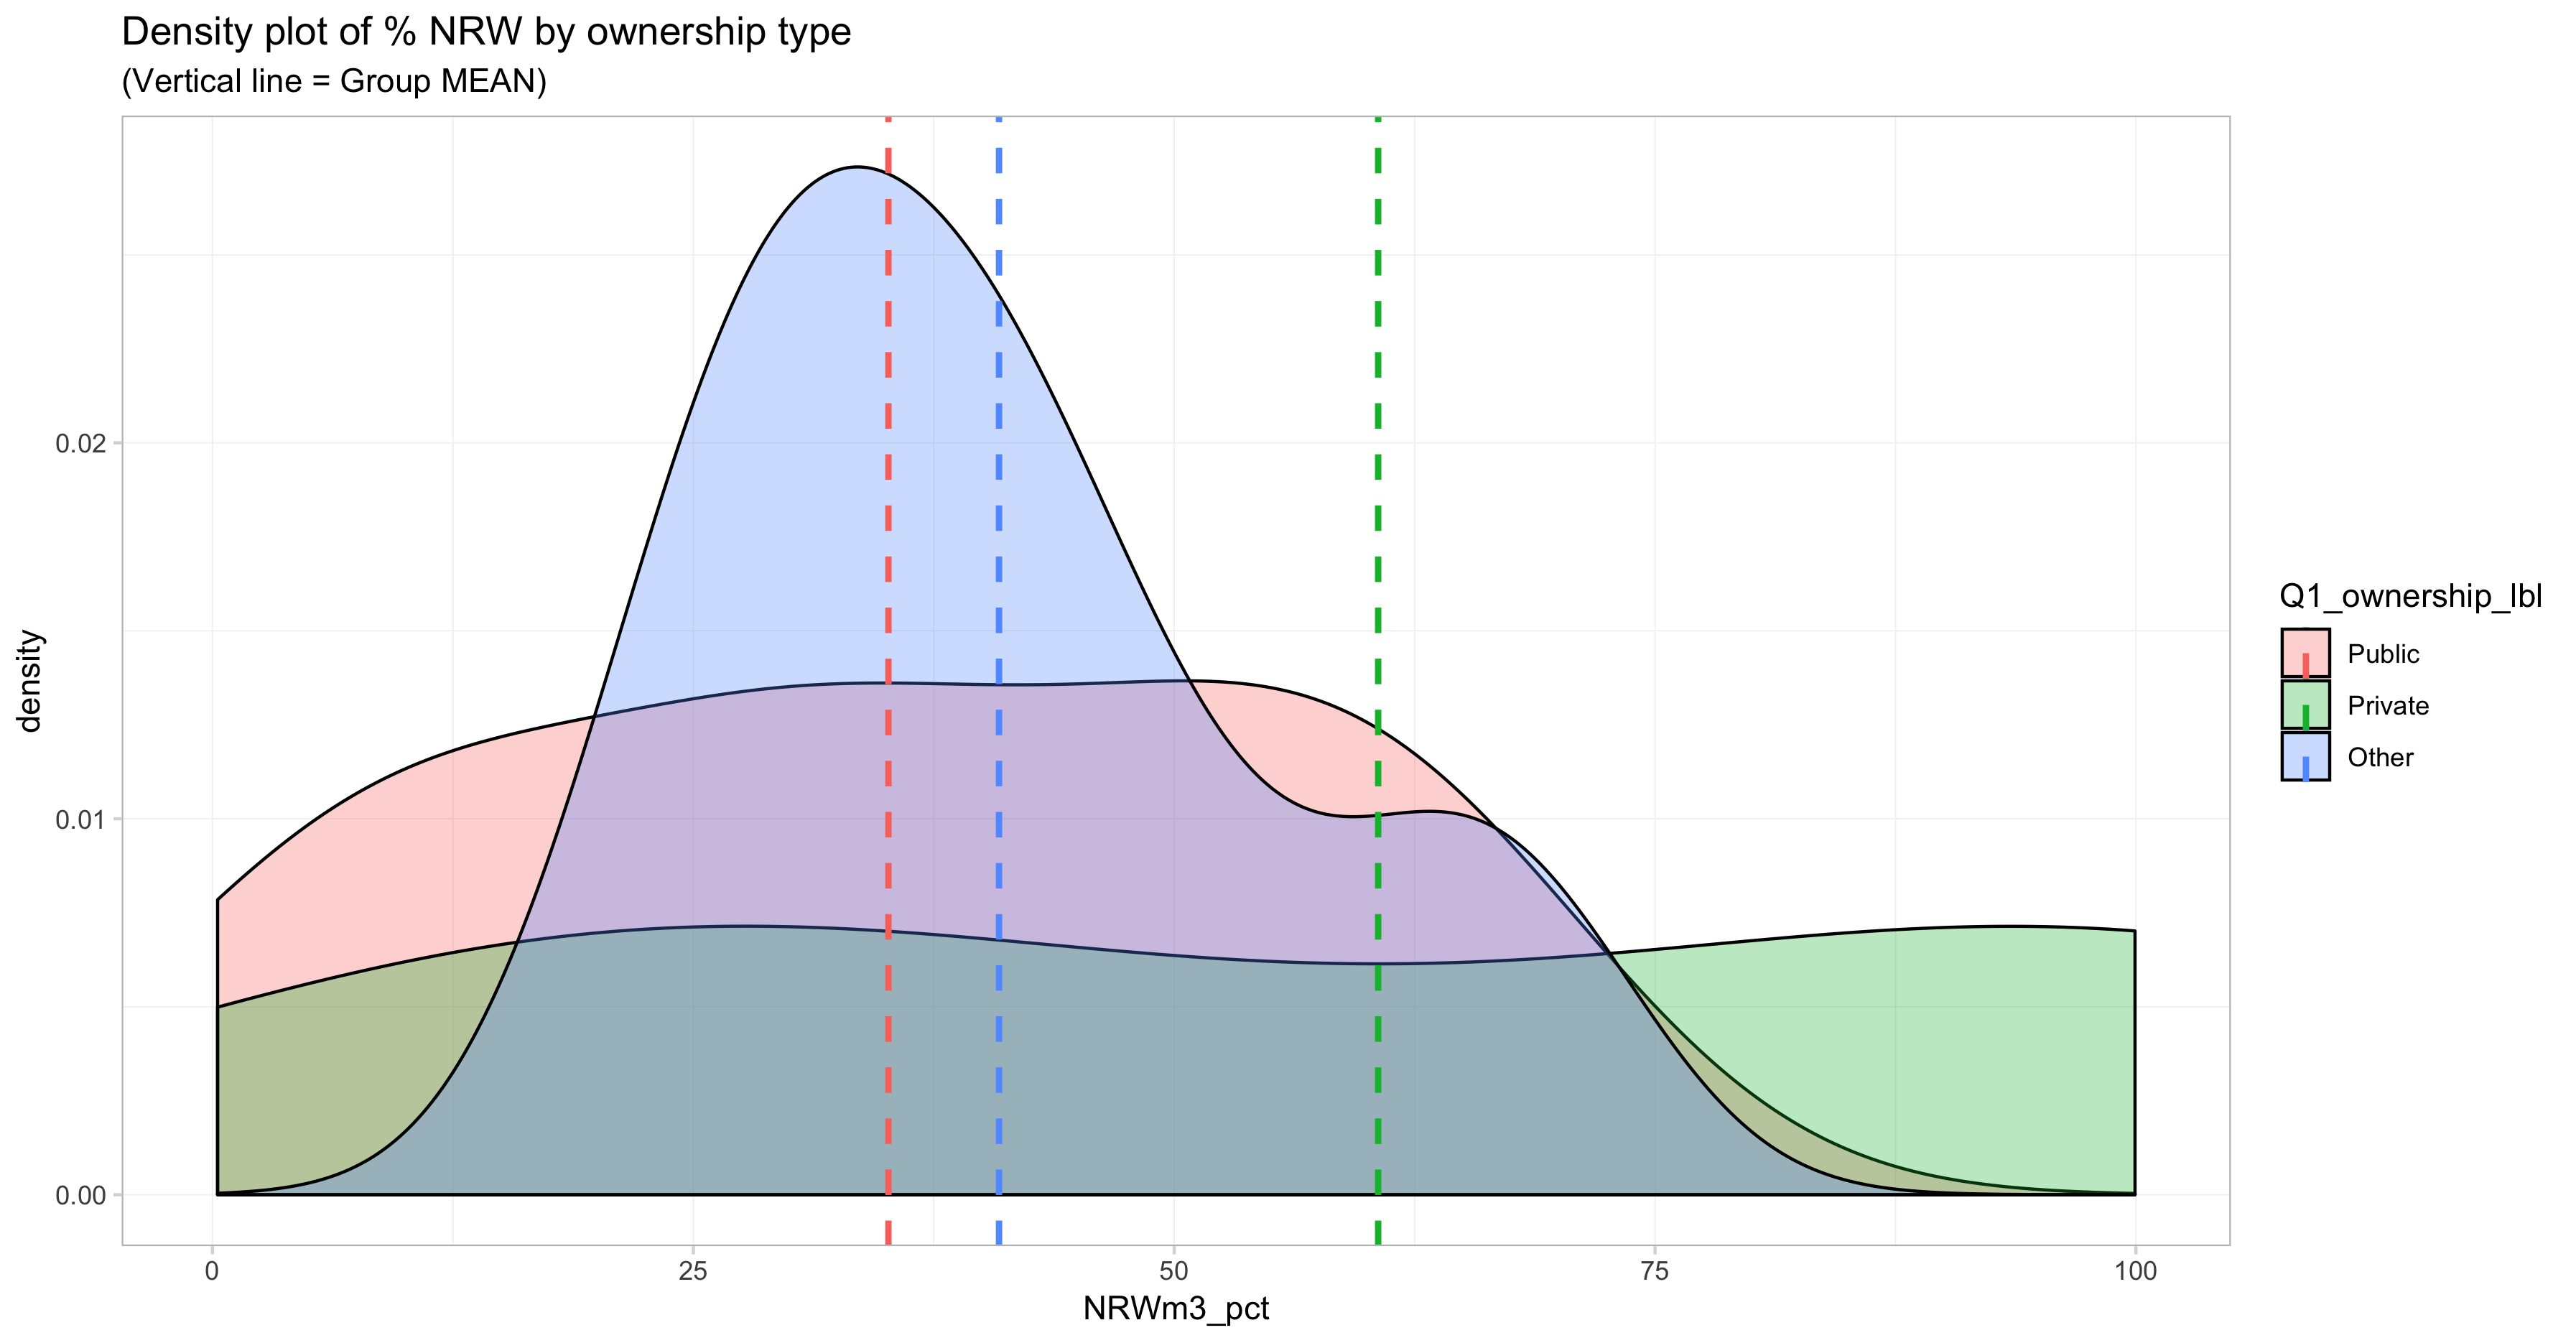 Density plot of % NRW by ownership type
(Vertical line = Group MEAN)
density
0.02
0.01
0.00
0
25
50
75
100
NRWm3_pct
Q1_ownership_lbl
Public
Private
Other